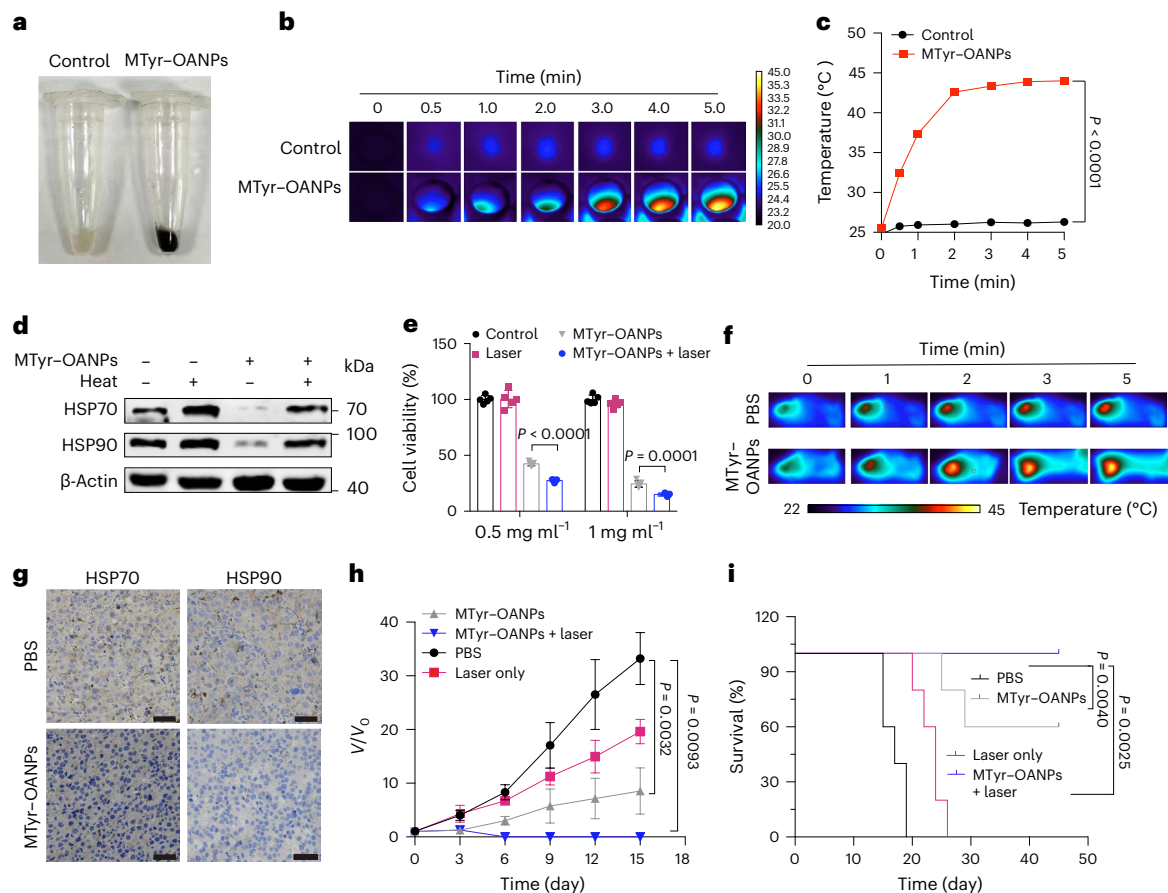 a
Control MTyr–OANPs
b
Time (min)
0 0.5 1.0 2.0 3.0 4.0 5.0
Control
MTyr–OANPs
45.0
43.5
35.3
33.5
32.2
31.1
30.0
28.9
27.8
26.6
25.5
24.4
23.2
20.0
c
Control
MTyr–OANPs
Temperature (°C )
50
45
40
35
30
25
0 1 2 3 4 5
Time (min)
P < 0.0001
d
MTyr–OANPs – – + + kDa
Heat – + – +
HSP70 70
100
HSP90
β-Actin
40
e
Control MTyr–OANPs
Laser MTyr–OANPs + laser
Cell viability (%)
150
100
50
0
P < 0.0001
P = 0.0001
0.5 mg ml⁻¹ 1 mg ml⁻¹
f
Time (min)
0 1 2 3 5
PBS
MTyr–
OANPs
22 45 Temperature (°C)
g
HSP70 HSP90
PBS
MTyr–OANPs
h
MTyr–OANPs
MTyr–OANPs + laser
PBS
Laser only
V/V₀
40
30
20
10
0
0 3 6 9 12 15 18
Time (day)
P = 0.0032
P = 0.0093
i
Survival (%)
120
90
60
30
0
0 10 20 30 40 50
Time (day)
PBS
MTyr–OANPs
Laser only
MTyr–OANPs
+ laser
P = 0.0040
P = 0.0025